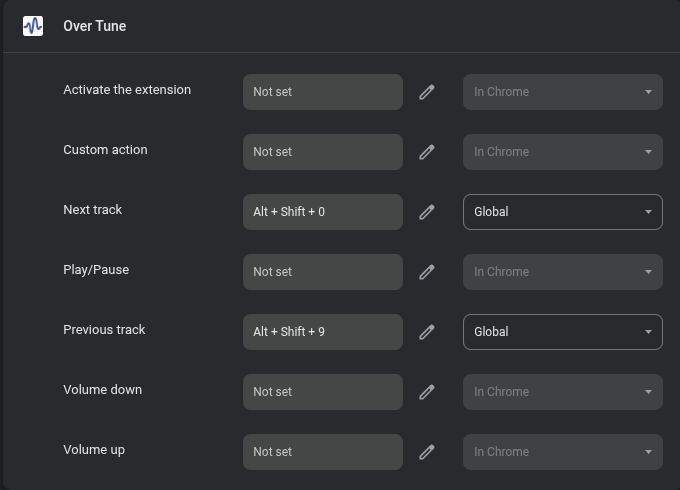 Over Tune
Activate the extension Not set In Chrome
Custom action Not set In Chrome
Next track Alt + Shift + 0 Global
Play/Pause Not set In Chrome
Previous track Alt + Shift + 9 Global
Volume down Not set In Chrome
Volume up Not set In Chrome